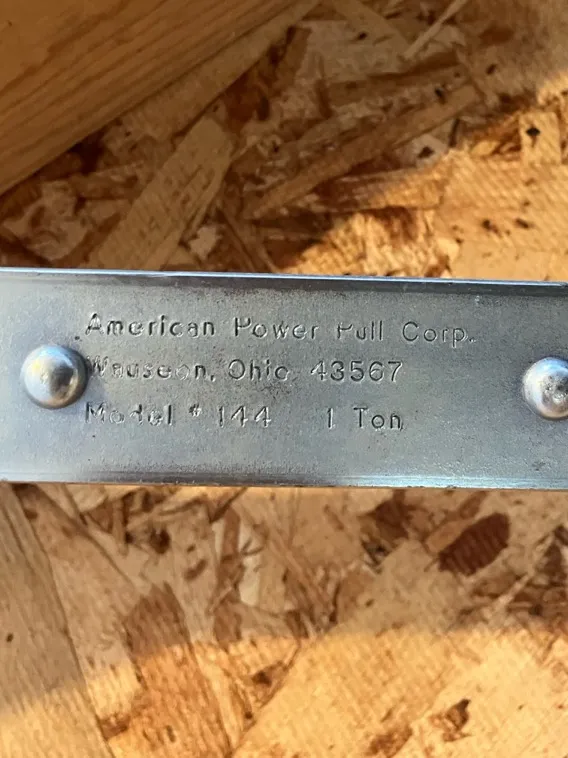 American Power Pull Corp.
Wauseon, Ohio 43567
Model # 144 1 Ton